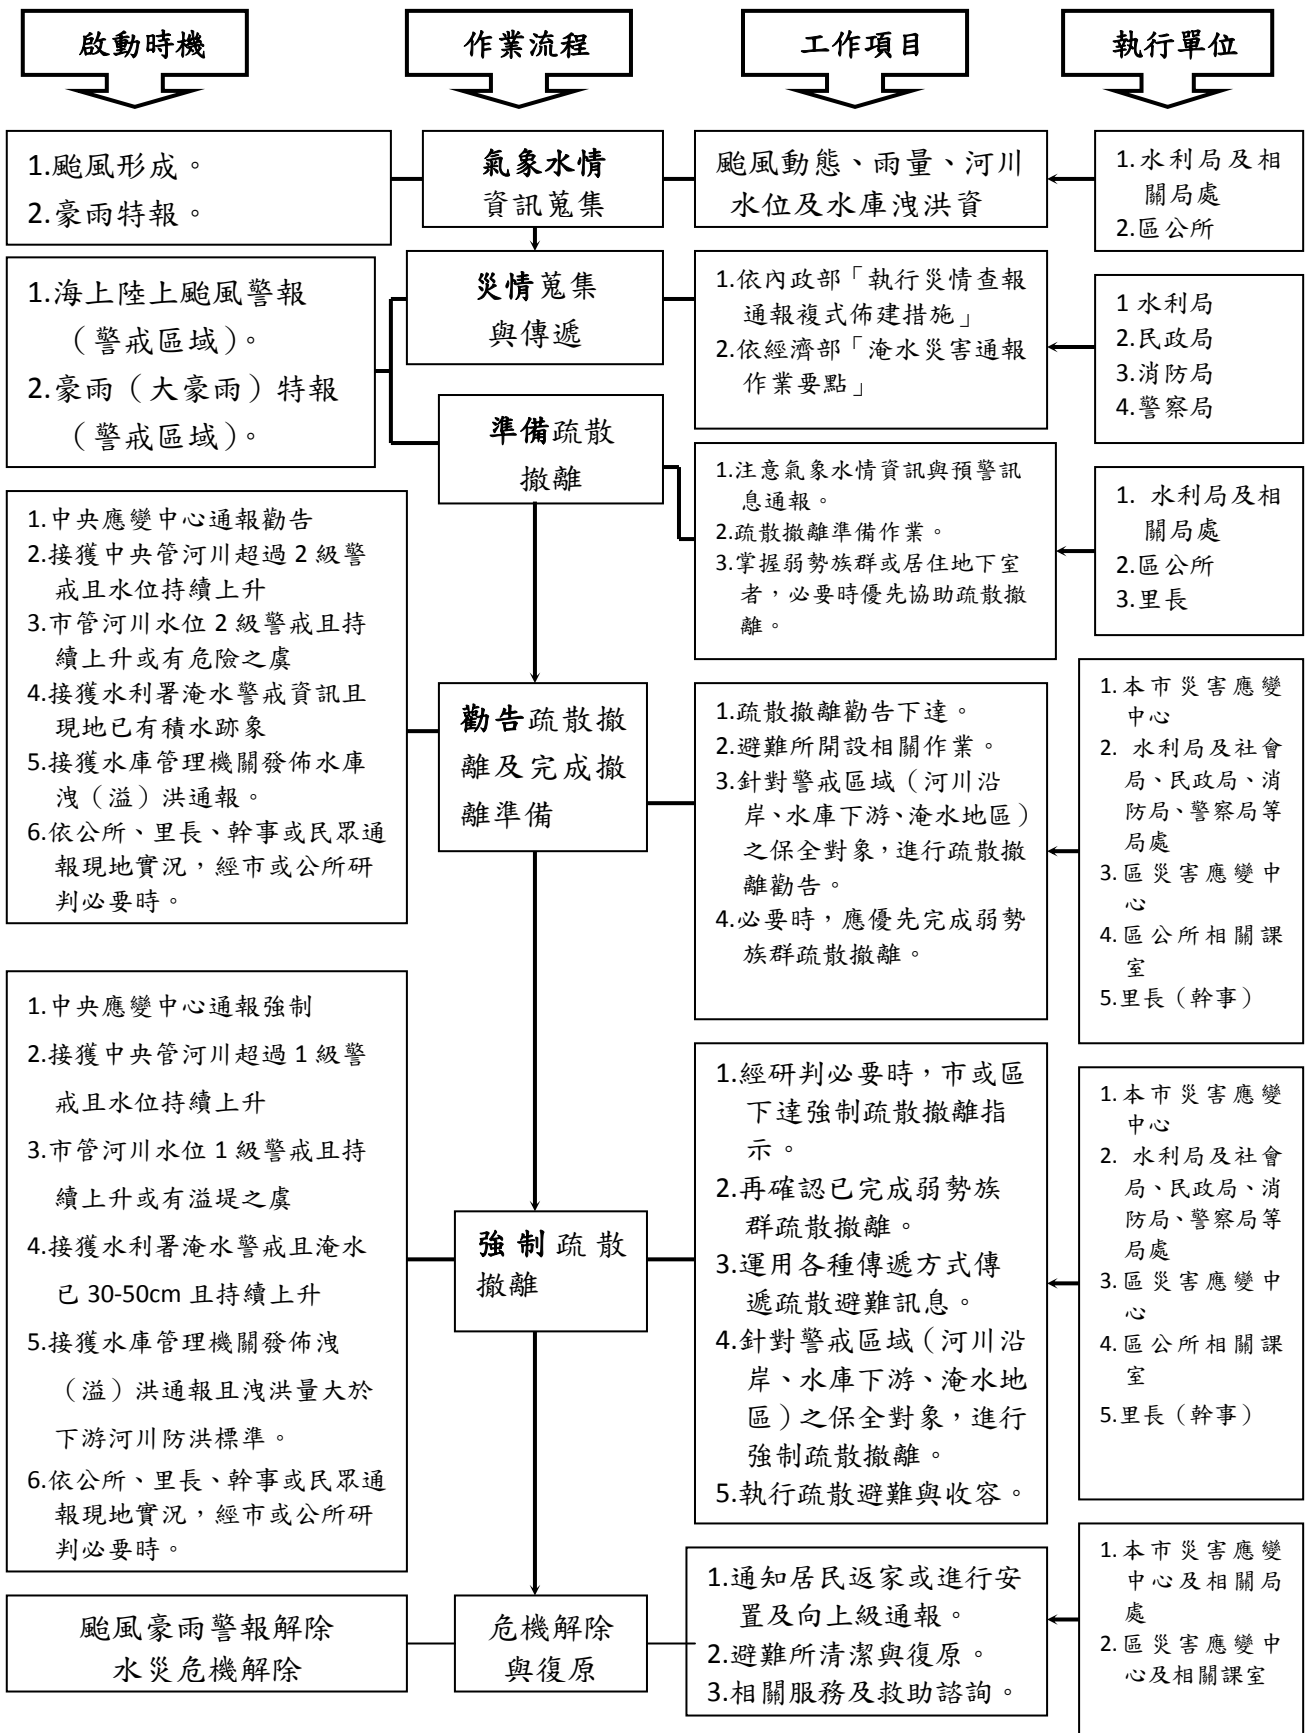 啟動時機
作業流程
工作項目
執行單位
1.颱風形成。
2.豪雨特報。
氣象水情
資訊蒐集
颱風動態、雨量、河川
水位及水庫洩洪資
1.水利局及相
關局處
2.區公所
1.海上陸上颱風警報
（警戒區域）。
2.豪雨（大豪雨）特報
（警戒區域）。
災情蒐集
與傳遞
1.依內政部「執行災情查報
通報複式佈建措施」
2.依經濟部「淹水災害通報
作業要點」
1 水利局
2.民政局
3.消防局
4.警察局
準備疏散
撤離
1.注意氣象水情資訊與預警訊
息通報。
2.疏散撤離準備作業。
3.掌握弱勢族群或居住地下室
者，必要時優先協助疏散撤
離。
1. 水利局及相
關局處
2.區公所
3.里長
1.中央應變中心通報勸告
2.接獲中央管河川超過 2 級警
戒且水位持續上升
3.市管河川水位 2 級警戒且持
續上升或有危險之虞
4.接獲水利署淹水警戒資訊且
現地已有積水跡象
5.接獲水庫管理機關發佈水庫
洩（溢）洪通報。
6.依公所、里長、幹事或民眾通
報現地實況，經市或公所研
判必要時。
勸告疏散撤
離及完成撤
離準備
1.疏散撤離勸告下達。
2.避難所開設相關作業。
3.針對警戒區域（河川沿
岸、水庫下游、淹水地區）
之保全對象，進行疏散撤
離勸告。
4.必要時，應優先完成弱勢
族群疏散撤離。
1.本市災害應變
中心
2. 水利局及社會
局、民政局、消
防局、警察局等
局處
3.區災害應變中
心
4.區公所相關課
室
5.里長（幹事）
1.中央應變中心通報強制
2.接獲中央管河川超過 1 級警
戒且水位持續上升
3.市管河川水位 1 級警戒且持
續上升或有溢堤之虞
4.接獲水利署淹水警戒且淹水
已 30-50cm 且持續上升
5.接獲水庫管理機關發佈洩
（溢）洪通報且洩洪量大於
下游河川防洪標準。
6.依公所、里長、幹事或民眾通
報現地實況，經市或公所研
判必要時。
強制疏散
撤離
1.經研判必要時，市或區
下達強制疏散撤離指
示。
2.再確認已完成弱勢族
群疏散撤離。
3.運用各種傳遞方式傳
遞疏散避難訊息。
4.針對警戒區域（河川沿
岸、水庫下游、淹水地
區）之保全對象，進行
強制疏散撤離。
5.執行疏散避難與收容。
1.本市災害應變
中心
2. 水利局及社會
局、民政局、消
防局、警察局等
局處
3.區災害應變中
心
4.區公所相關課
室
5.里長（幹事）
颱風豪雨警報解除
水災危機解除
危機解除
與復原
1.通知居民返家或進行安
置及向上級通報。
2.避難所清潔與復原。
3.相關服務及救助諮詢。
1.本市災害應變
中心及相關局
處
2.區災害應變中
心及相關課室